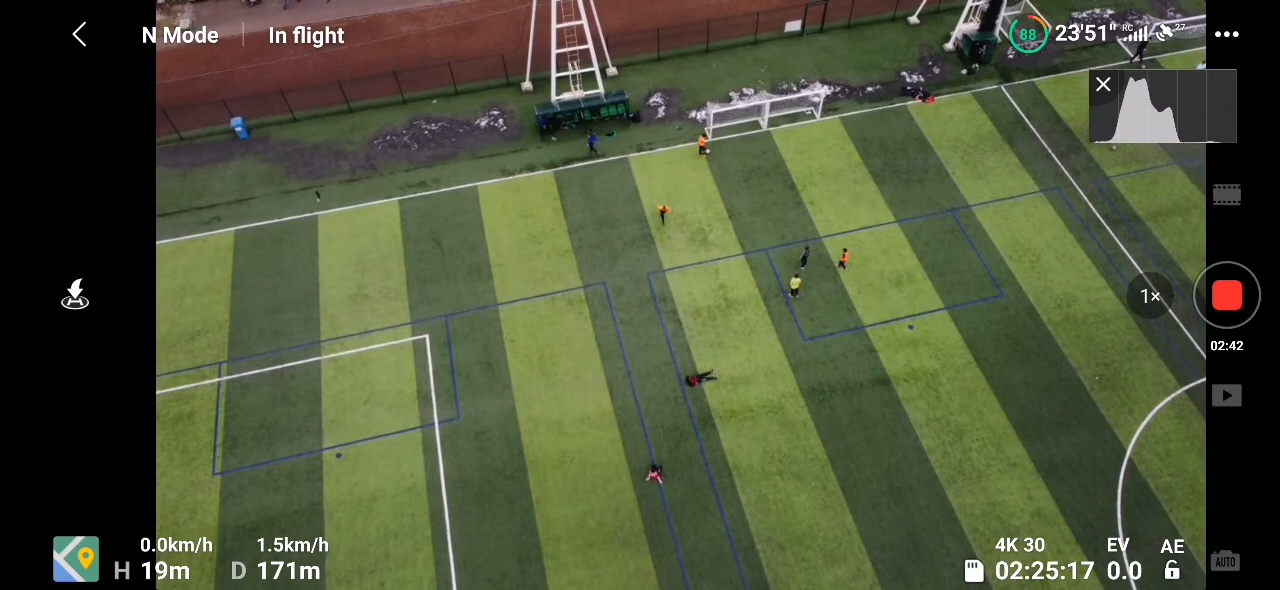 N Mode
In flight
88
23'51"
RC
27
1×
02:42
0.0km/h
1.5km/h
H 19m
D 171m
4K 30
02:25:17
EV
0.0
AE
AUTO